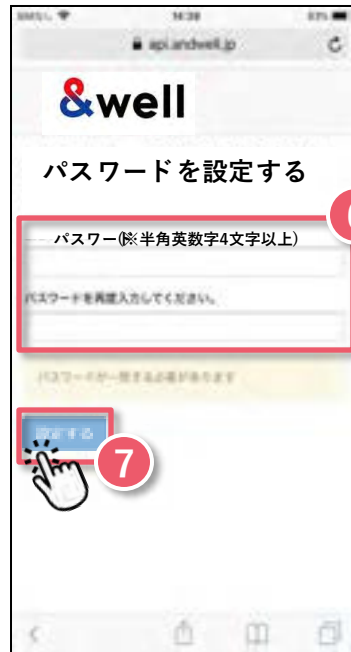 14:39
api.andwell.jp
&well
パスワードを設定する
6
パスワー(※半角英数字4文字以上)
パスワードを再度入力してください。
パスワードが一致する必要があります
設定する
7